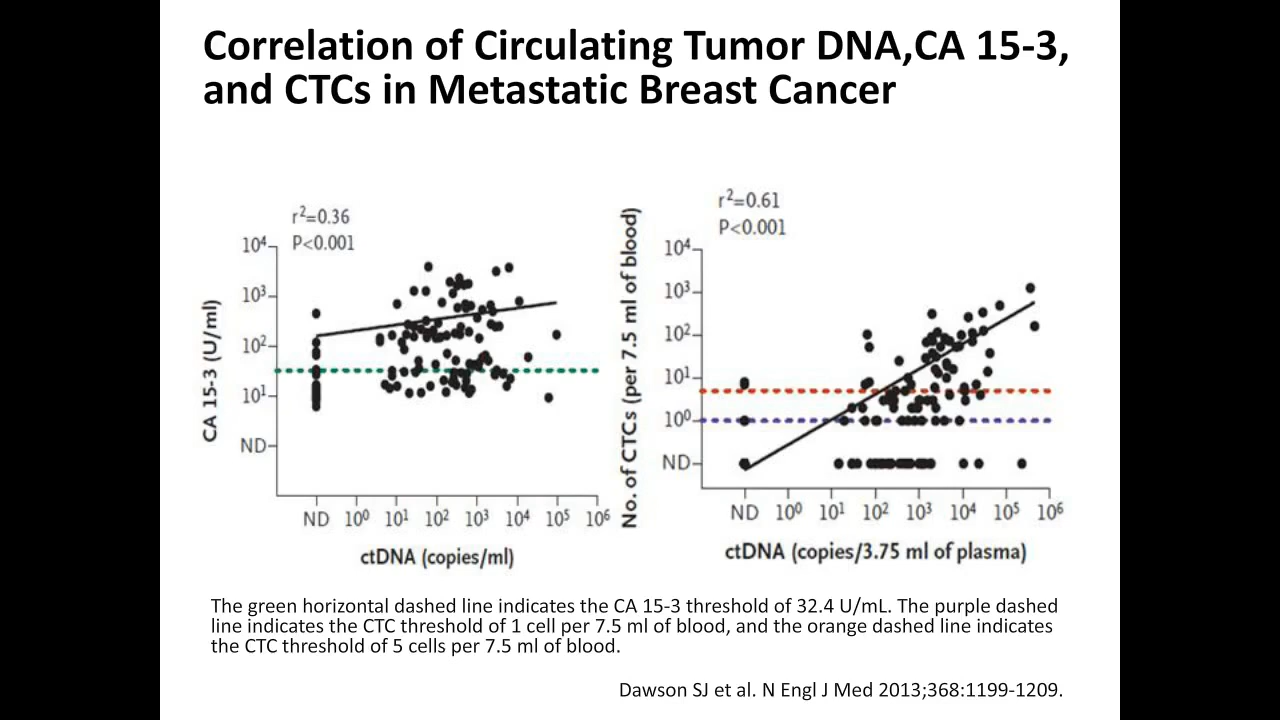 Correlation of Circulating Tumor DNA,CA 15-3,
and CTCs in Metastatic Breast Cancer
r²=0.36
P<0.001
CA 15-3 (U/ml)
10⁴
10³
10²
10¹
ND
ND 10⁰ 10¹ 10² 10³ 10⁴ 10⁵ 10⁶
ctDNA (copies/ml)
r²=0.61
P<0.001
No. of CTCs (per 7.5 ml of blood)
10⁴
10³
10²
10¹
10⁰
ND
ND 10⁰ 10¹ 10² 10³ 10⁴ 10⁵ 10⁶
ctDNA (copies/3.75 ml of plasma)
The green horizontal dashed line indicates the CA 15-3 threshold of 32.4 U/mL. The purple dashed
line indicates the CTC threshold of 1 cell per 7.5 ml of blood, and the orange dashed line indicates
the CTC threshold of 5 cells per 7.5 ml of blood.
Dawson SJ et al. N Engl J Med 2013;368:1199-1209.